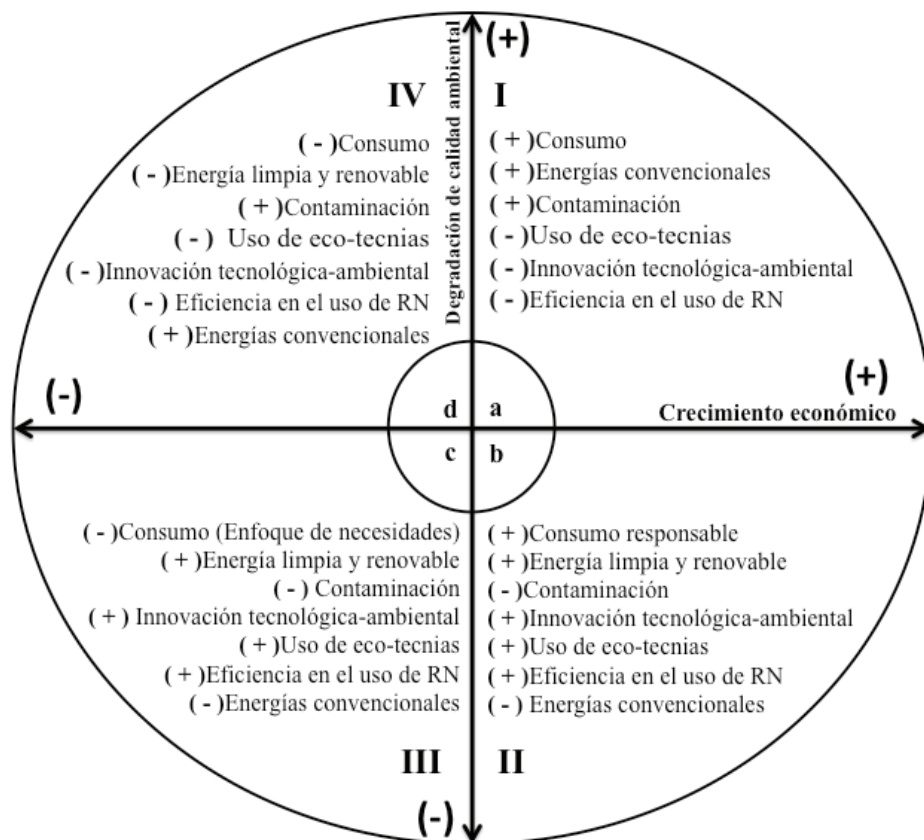 (+)
Degradación de calidad ambiental
IV
(-)Consumo
(-)Energía limpia y renovable
(+)Contaminación
(-) Uso de eco-tecnias
(-)Innovación tecnológica-ambiental
(-) Eficiencia en el uso de RN
(+)Energías convencionales
I
(+)Consumo
(+)Energías convencionales
(+)Contaminación
(-)Uso de eco-tecnias
(-)Innovación tecnológica-ambiental
(-)Eficiencia en el uso de RN
(-)
(+)
Crecimiento económico
d
a
c
b
(-)Consumo (Enfoque de necesidades)
(+)Energía limpia y renovable
(-) Contaminación
(+) Innovación tecnológica-ambiental
(+)Uso de eco-tecnias
(+)Eficiencia en el uso de RN
(-)Energías convencionales
III
(+)Consumo responsable
(+)Energía limpia y renovable
(-)Contaminación
(+)Innovación tecnológica-ambiental
(+)Uso de eco-tecnias
(+)Eficiencia en el uso de RN
(-) Energías convencionales
II
(-)